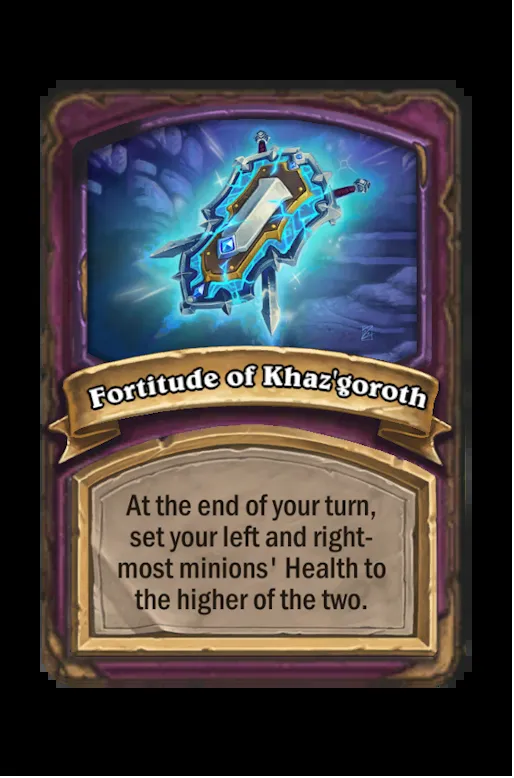 Fortitude of Khaz'goroth
At the end of your turn,
set your left and right-
most minions' Health to
the higher of the two.